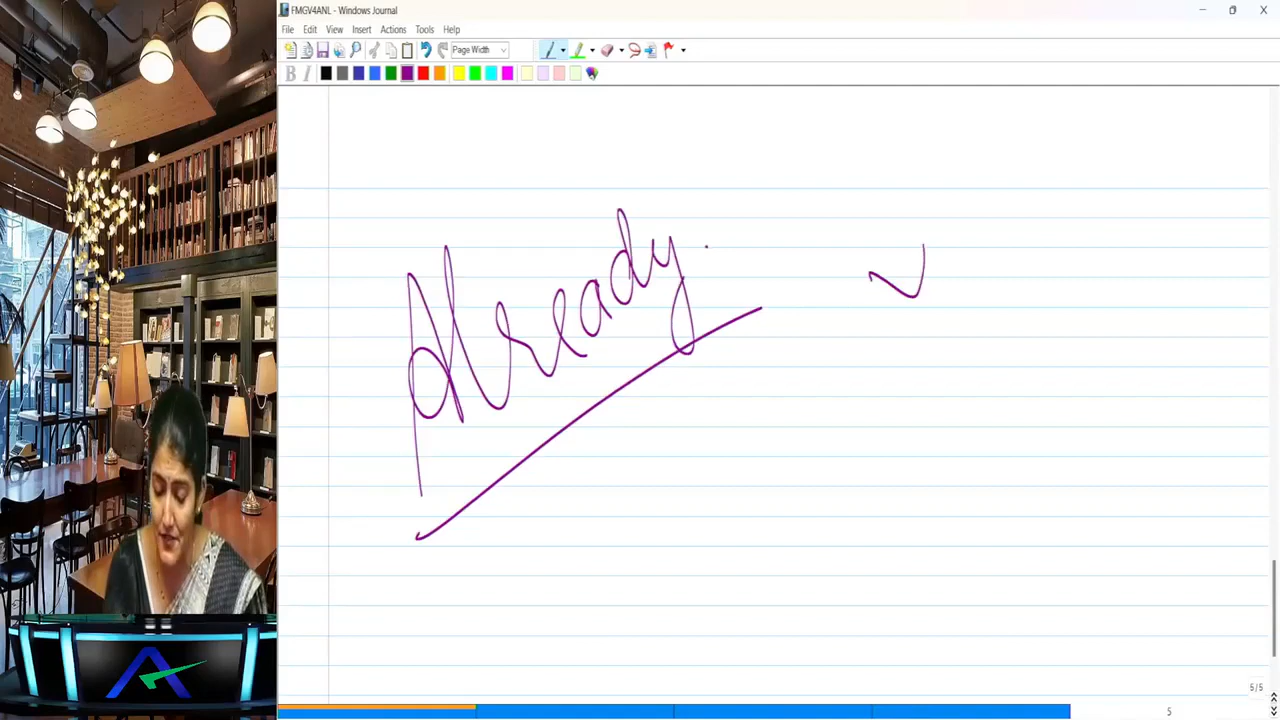 FMGV4ANL - Windows Journal
File Edit View Insert Actions Tools Help
Page Width
B I
Already.
5/5
5